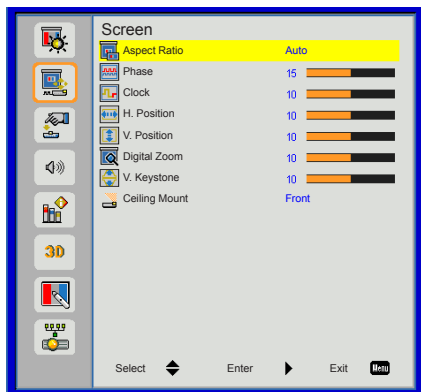 Screen
Aspect Ratio Auto
Phase 15
Clock 10
H. Position 10
V. Position 10
Digital Zoom 10
V. Keystone 10
Ceiling Mount Front
3D
Select Enter Exit Menu